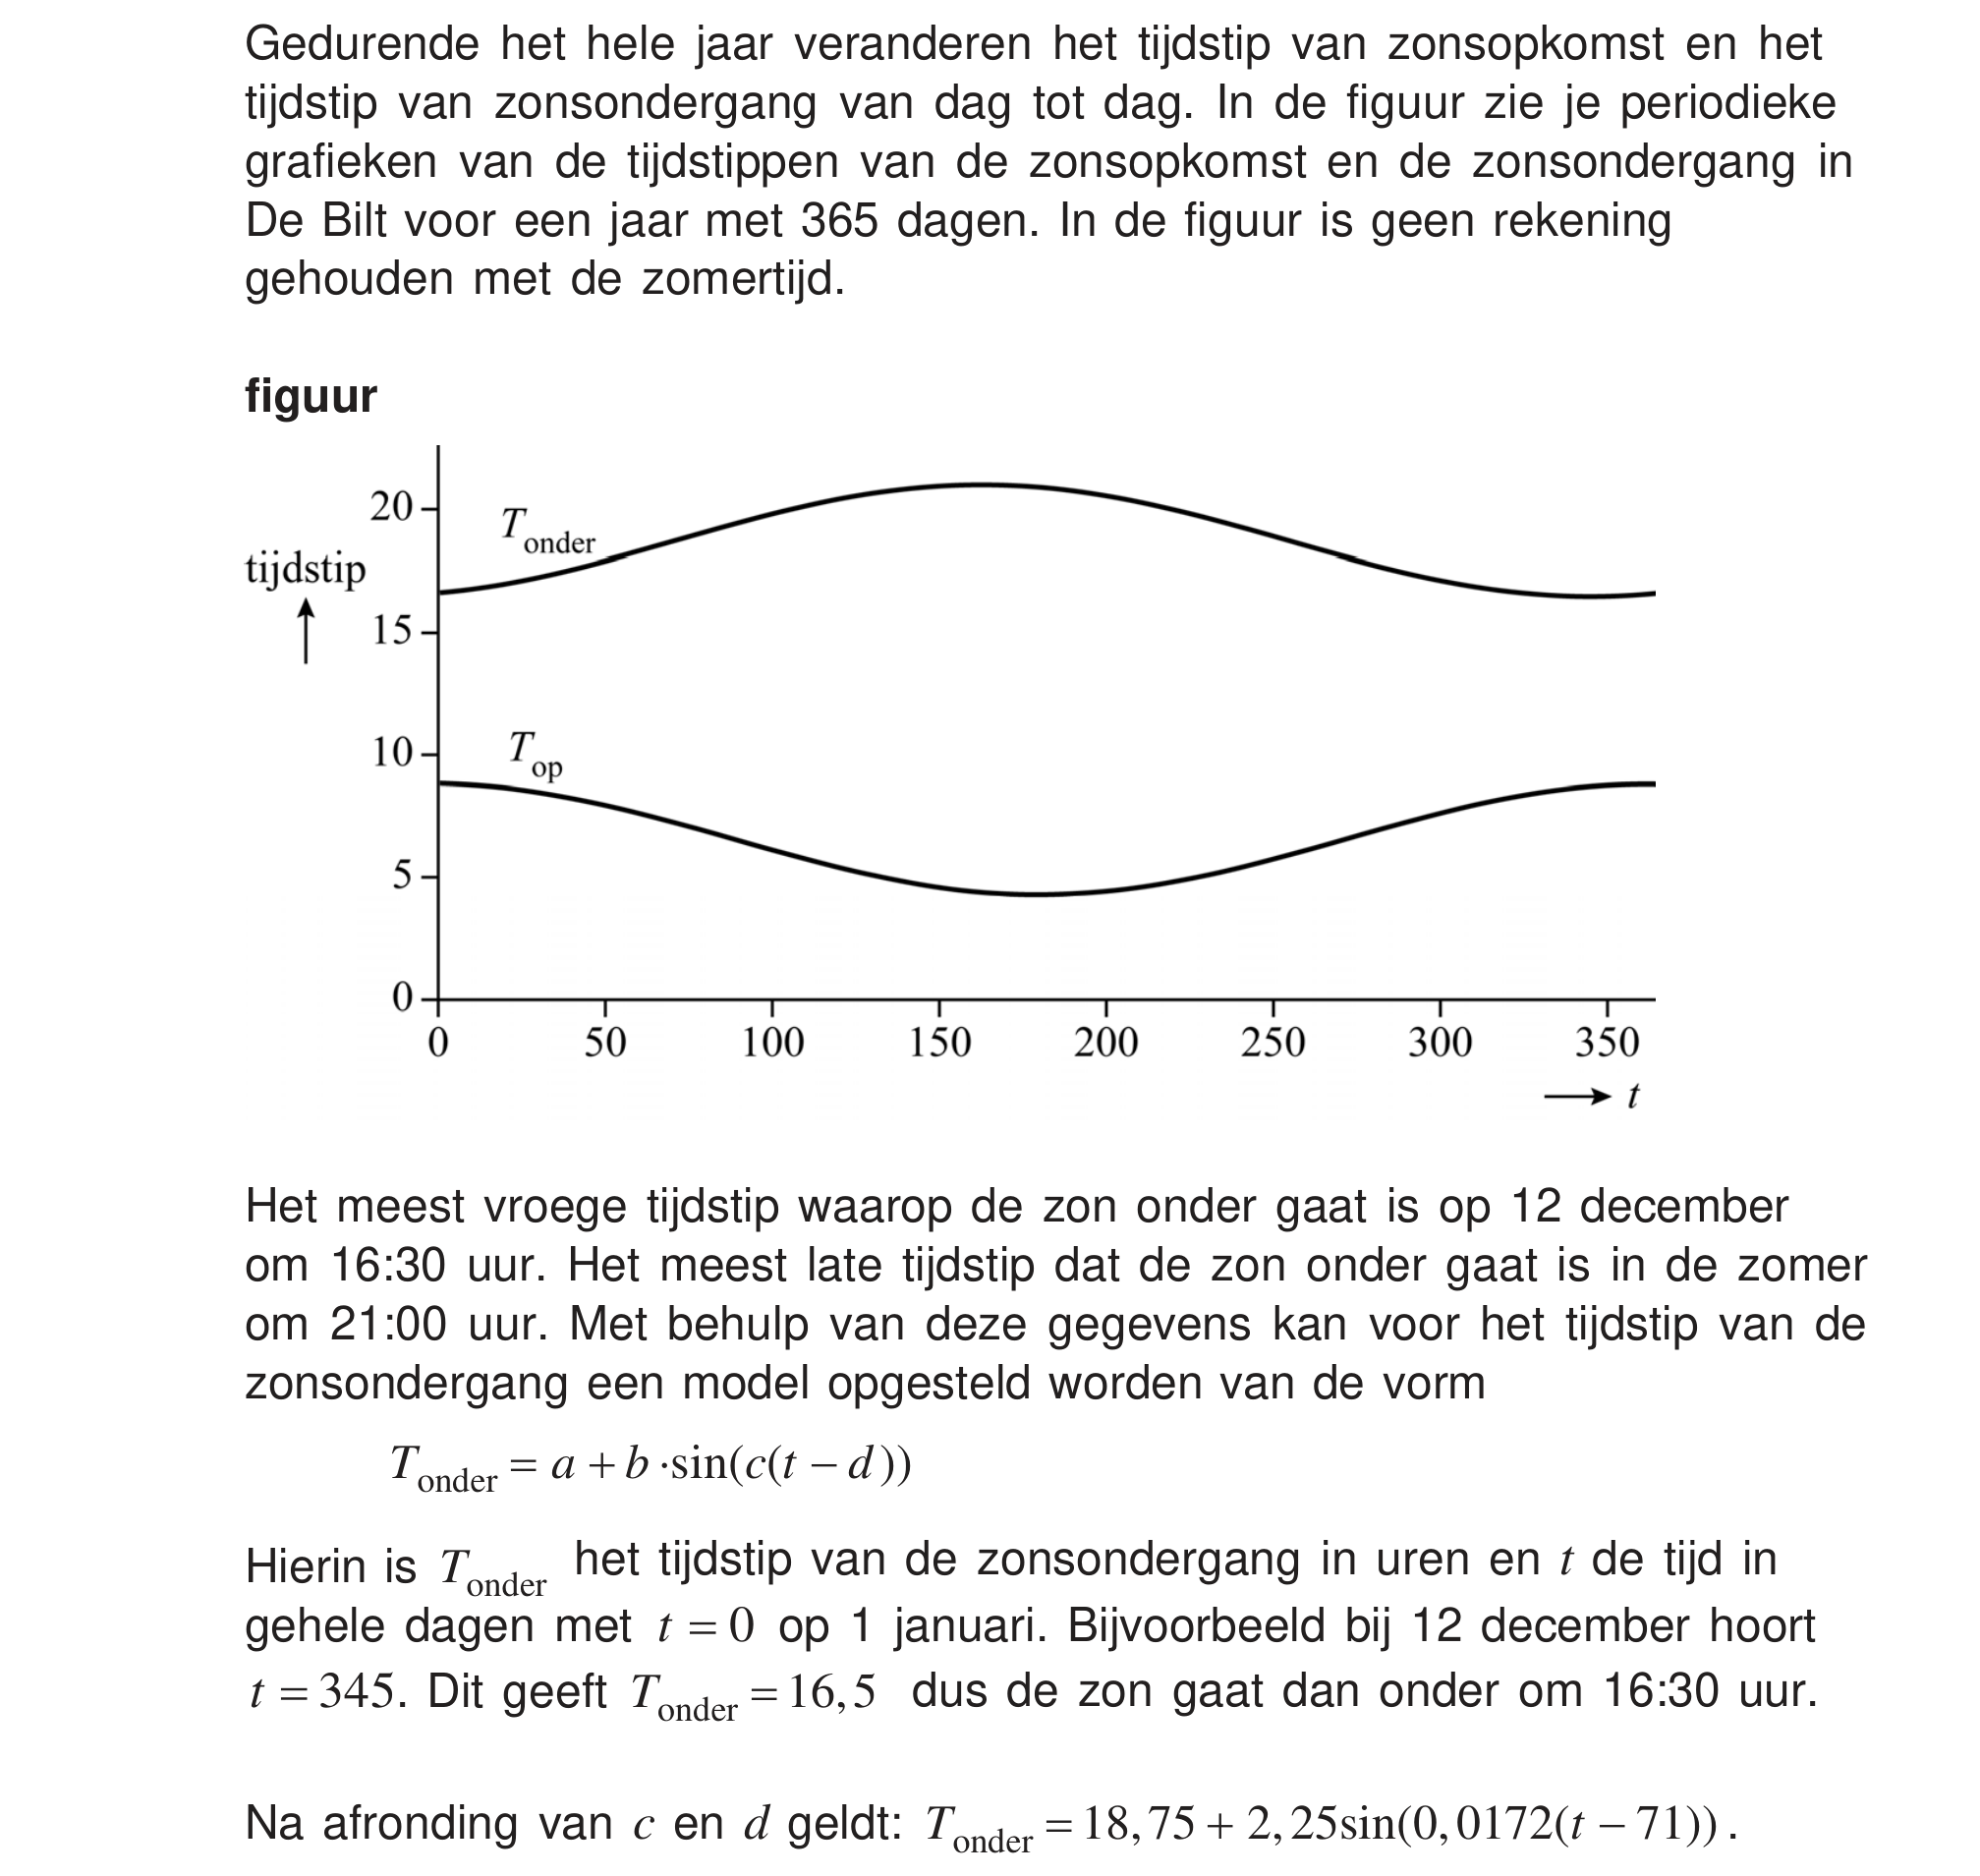 Gedurende het hele jaar veranderen het tijdstip van zonsopkomst en het
tijdstip van zonsondergang van dag tot dag. In de figuur zie je periodieke
grafieken van de tijdstippen van de zonsopkomst en de zonsondergang in
De Bilt voor een jaar met 365 dagen. In de figuur is geen rekening
gehouden met de zomertijd.
figuur
20
T_onder
tijdstip
15
10
T_op
5
0
0 50 100 150 200 250 300 350
t
Het meest vroege tijdstip waarop de zon onder gaat is op 12 december
om 16:30 uur. Het meest late tijdstip dat de zon onder gaat is in de zomer
om 21:00 uur. Met behulp van deze gegevens kan voor het tijdstip van de
zonsondergang een model opgesteld worden van de vorm
T_onder = a + b·sin(c(t − d))
Hierin is T_onder het tijdstip van de zonsondergang in uren en t de tijd in
gehele dagen met t = 0 op 1 januari. Bijvoorbeeld bij 12 december hoort
t = 345. Dit geeft T_onder = 16,5 dus de zon gaat dan onder om 16:30 uur.
Na afronding van c en d geldt: T_onder = 18,75 + 2,25sin(0,0172(t − 71)).